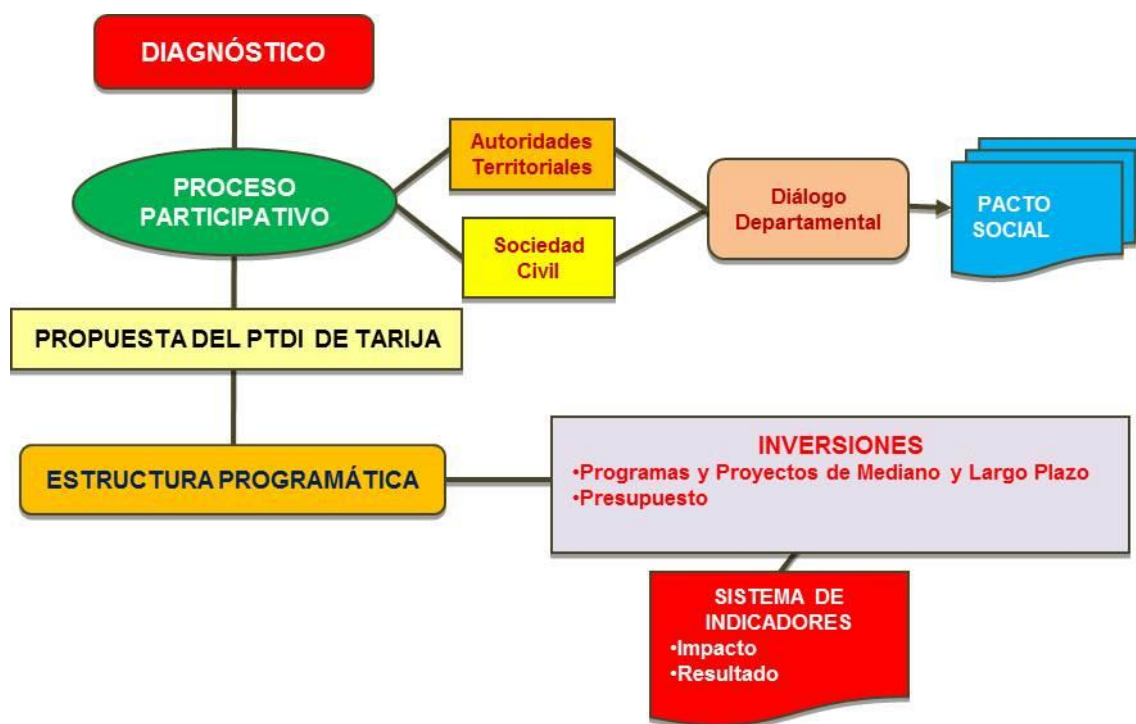 DIAGNÓSTICO
PROCESO
PARTICIPATIVO
Autoridades
Territoriales
Sociedad
Civil
Diálogo
Departamental
PACTO
SOCIAL
PROPUESTA DEL PTDI DE TARIJA
ESTRUCTURA PROGRAMÁTICA
INVERSIONES
•Programas y Proyectos de Mediano y Largo Plazo
•Presupuesto
SISTEMA DE
INDICADORES
•Impacto
•Resultado